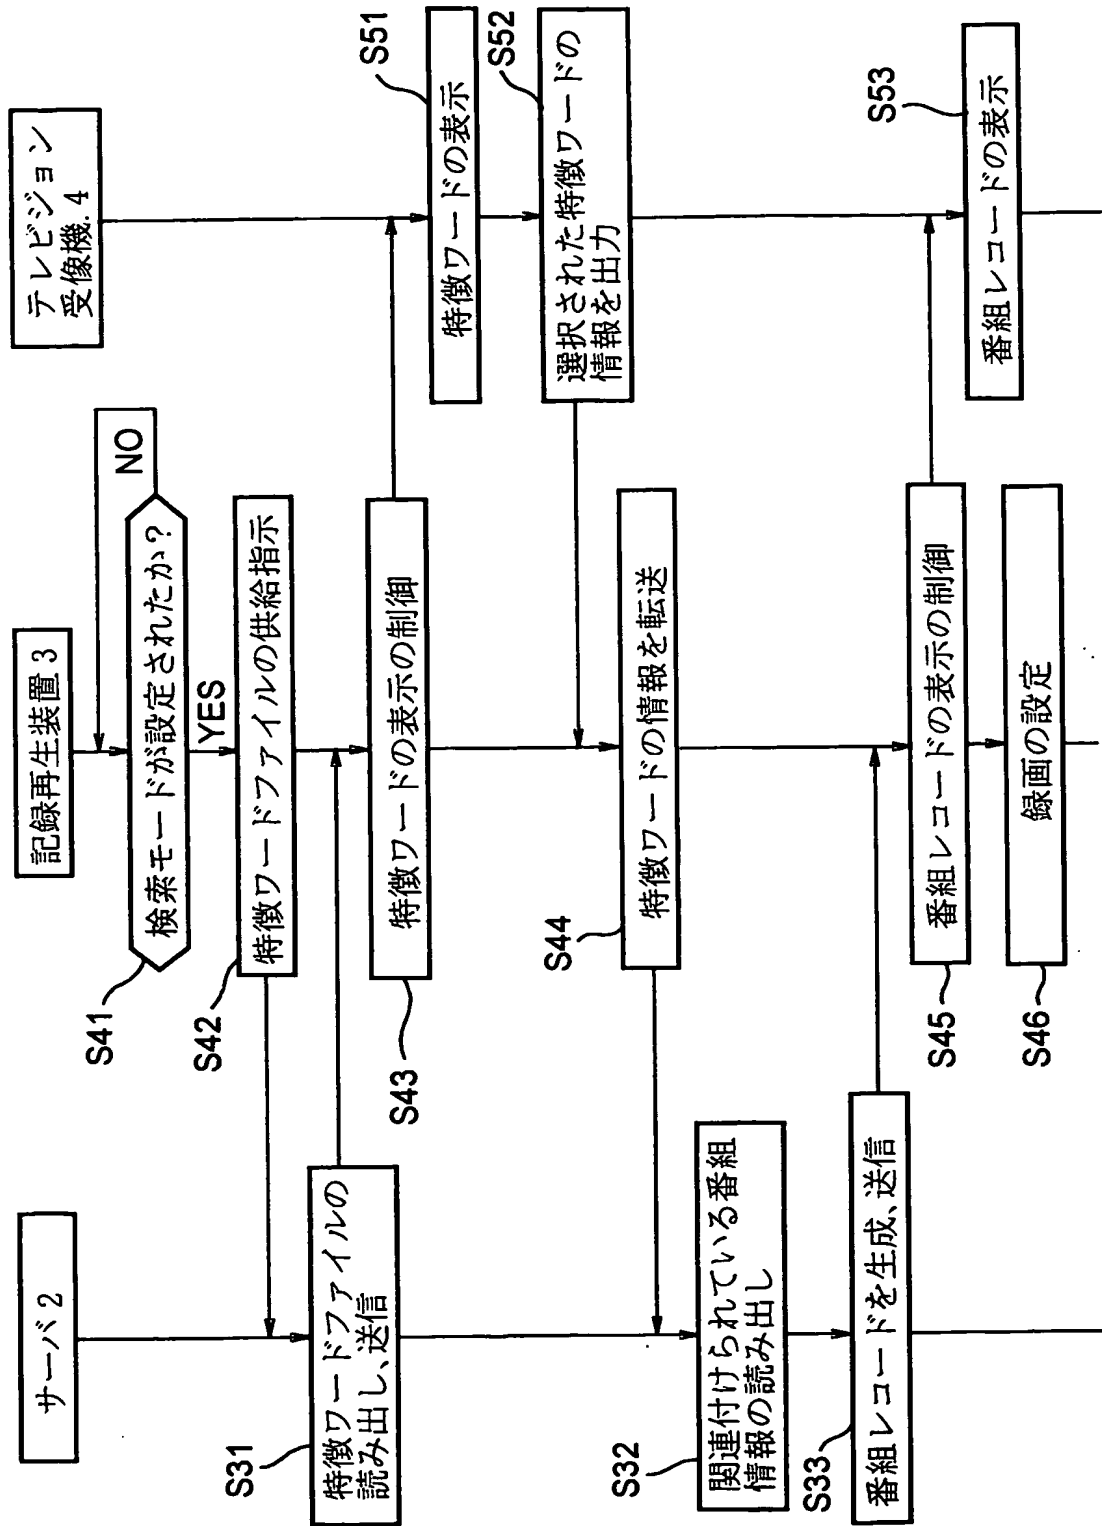 サーバ2
S31
特徴ワードファイルの
読み出し、送信
S32
関連付けられている番組
情報の読み出し
S33
番組レコードを生成、送信
記録再生装置3
S41
検索モードが設定されたか?
NO
YES
S42
特徴ワードファイルの供給指示
S43
特徴ワードの表示の制御
S44
特徴ワードの情報を転送
S45
番組レコードの表示の制御
S46
録画の設定
テレビジョン
受像機.4
S51
特徴ワードの表示
S52
選択された特徴ワードの
情報を出力
S53
番組レコードの表示